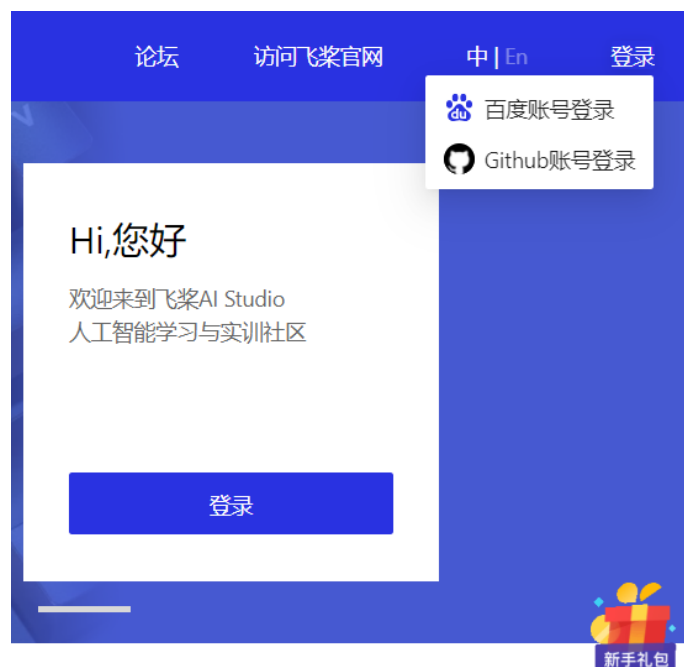 论坛
访问飞桨官网
中 | En
登录
百度账号登录
Github账号登录
Hi,您好
欢迎来到飞桨AI Studio
人工智能学习与实训社区
登录
新手礼包